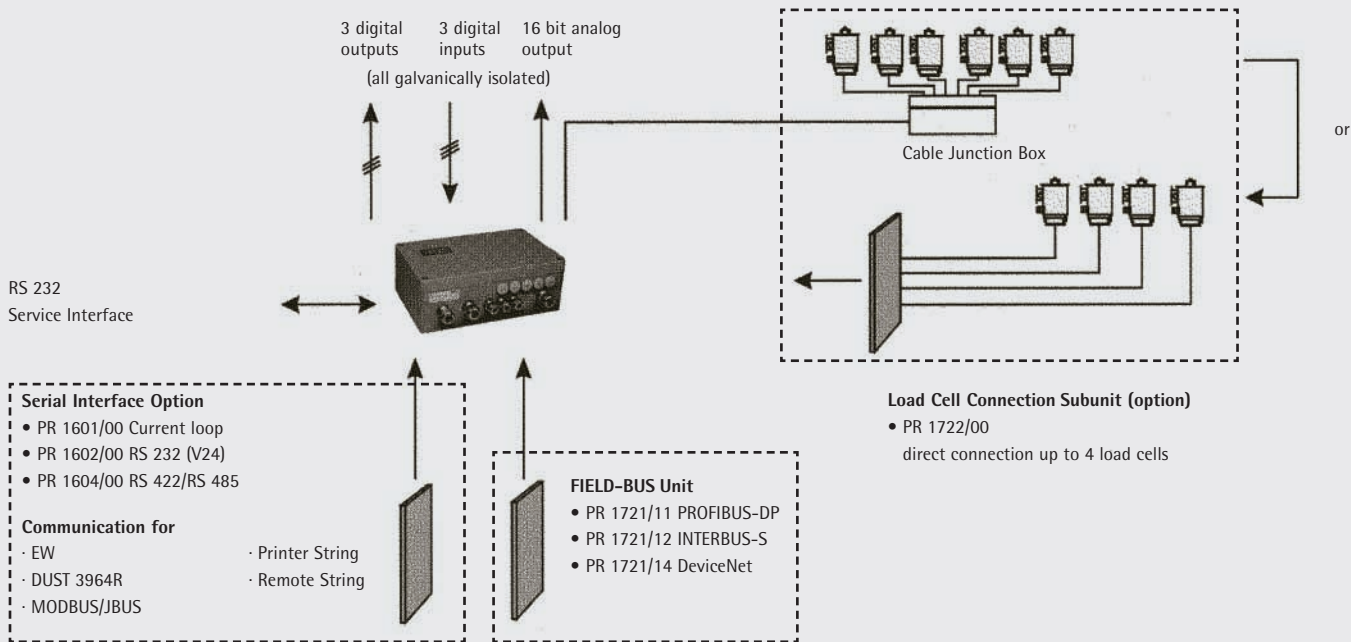 3 digital outputs
3 digital inputs
16 bit analog output
(all galvanically isolated)
Cable Junction Box
or
RS 232
Service Interface
Serial Interface Option
• PR 1601/00 Current loop
• PR 1602/00 RS 232 (V24)
• PR 1604/00 RS 422/RS 485
Communication for
· EW
· DUST 3964R
· MODBUS/JBUS
· Printer String
· Remote String
FIELD-BUS Unit
• PR 1721/11 PROFIBUS-DP
• PR 1721/12 INTERBUS-S
• PR 1721/14 DeviceNet
Load Cell Connection Subunit (option)
• PR 1722/00
direct connection up to 4 load cells